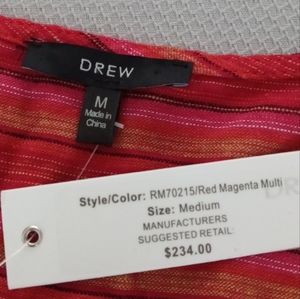 DREW
M
Made in
China
Style/Color: RM70215/Red Magenta Multi
Size: Medium
MANUFACTURERS
SUGGESTED RETAIL:
$234.00